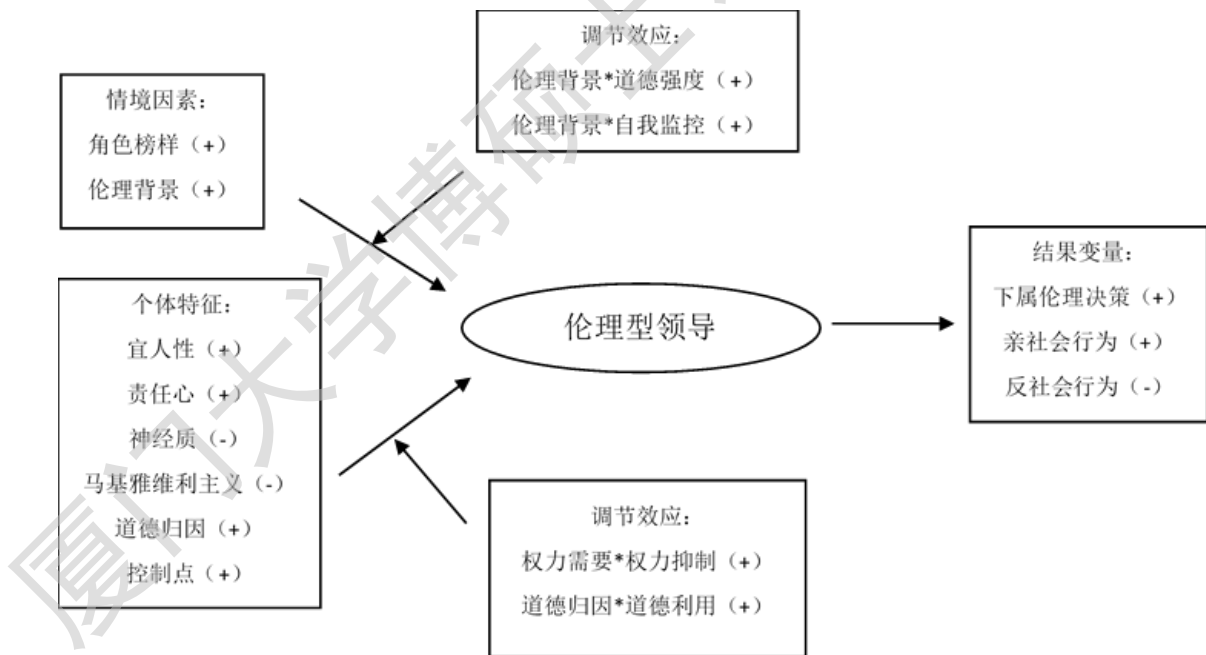 调节效应：
伦理背景*道德强度（+）
伦理背景*自我监控（+）
情境因素：
角色榜样（+）
伦理背景（+）
个体特征：
宜人性（+）
责任心（+）
神经质（-）
马基雅维利主义（-）
道德归因（+）
控制点（+）
伦理型领导
结果变量：
下属伦理决策（+）
亲社会行为（+）
反社会行为（-）
调节效应：
权力需要*权力抑制（+）
道德归因*道德利用（+）
厦门大学博硕士